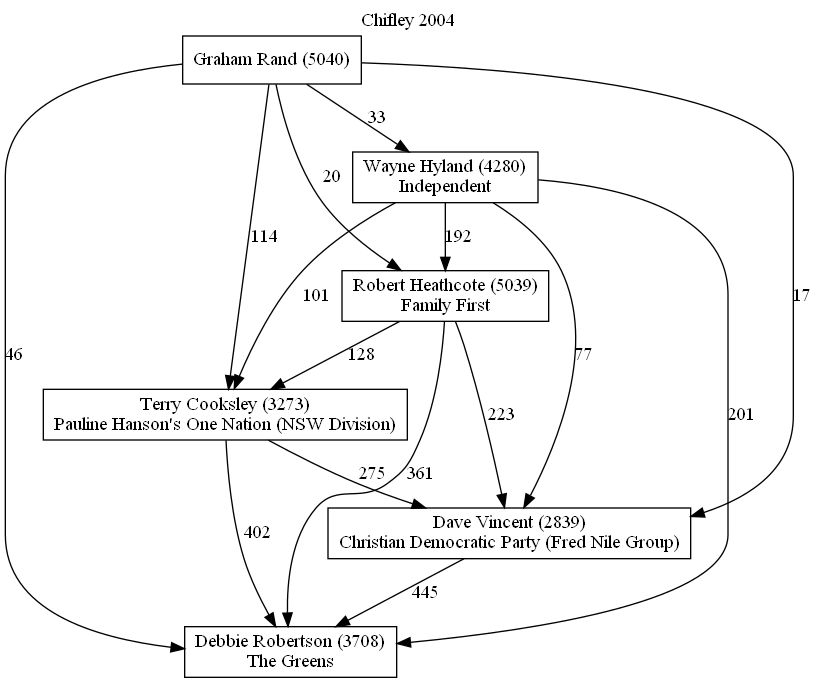 Chifley 2004
Graham Rand (5040)
33
Wayne Hyland (4280)
Independent
20
114
192
101
Robert Heathcote (5039)
Family First
17
46
128
77
Terry Cooksley (3273)
Pauline Hanson's One Nation (NSW Division)
223
201
275
361
Dave Vincent (2839)
Christian Democratic Party (Fred Nile Group)
402
445
Debbie Robertson (3708)
The Greens